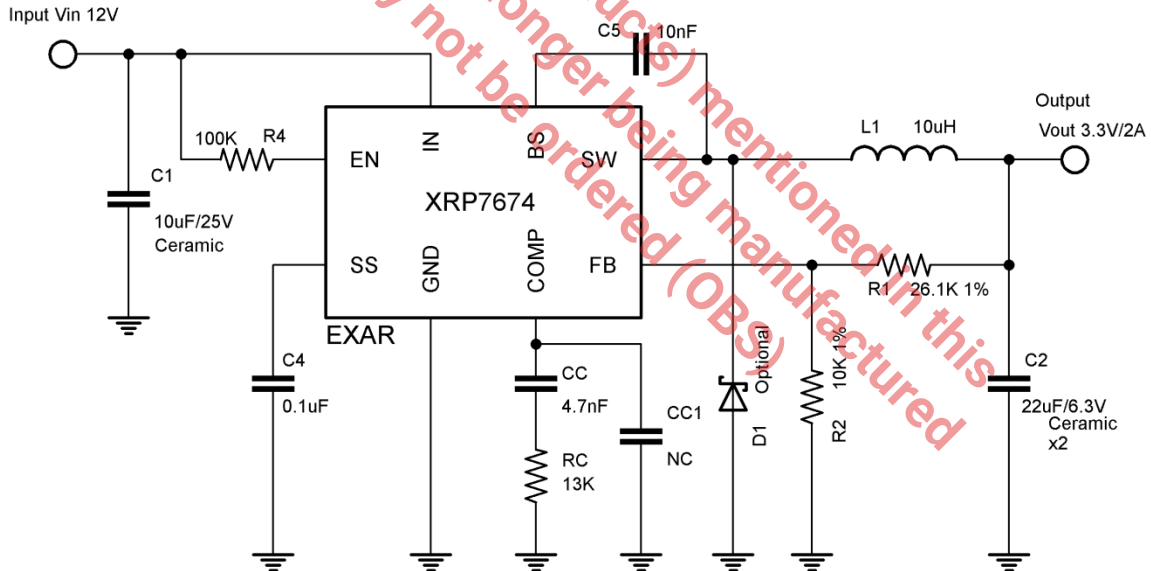 Input Vin 12V
C5
10nF
Output
Vout 3.3V/2A
L1
10uH
100K
R4
EN
IN
BS
SW
XRP7674
C1
10uF/25V
Ceramic
SS
GND
COMP
FB
R1
26.1K 1%
EXAR
C4
0.1uF
CC
4.7nF
CC1
NC
RC
13K
Optional
D1
10K 1%
R2
C2
22uF/6.3V
Ceramic
x2
ducts) mentioned in this
onger being manufactured
y not be ordered (OBS)